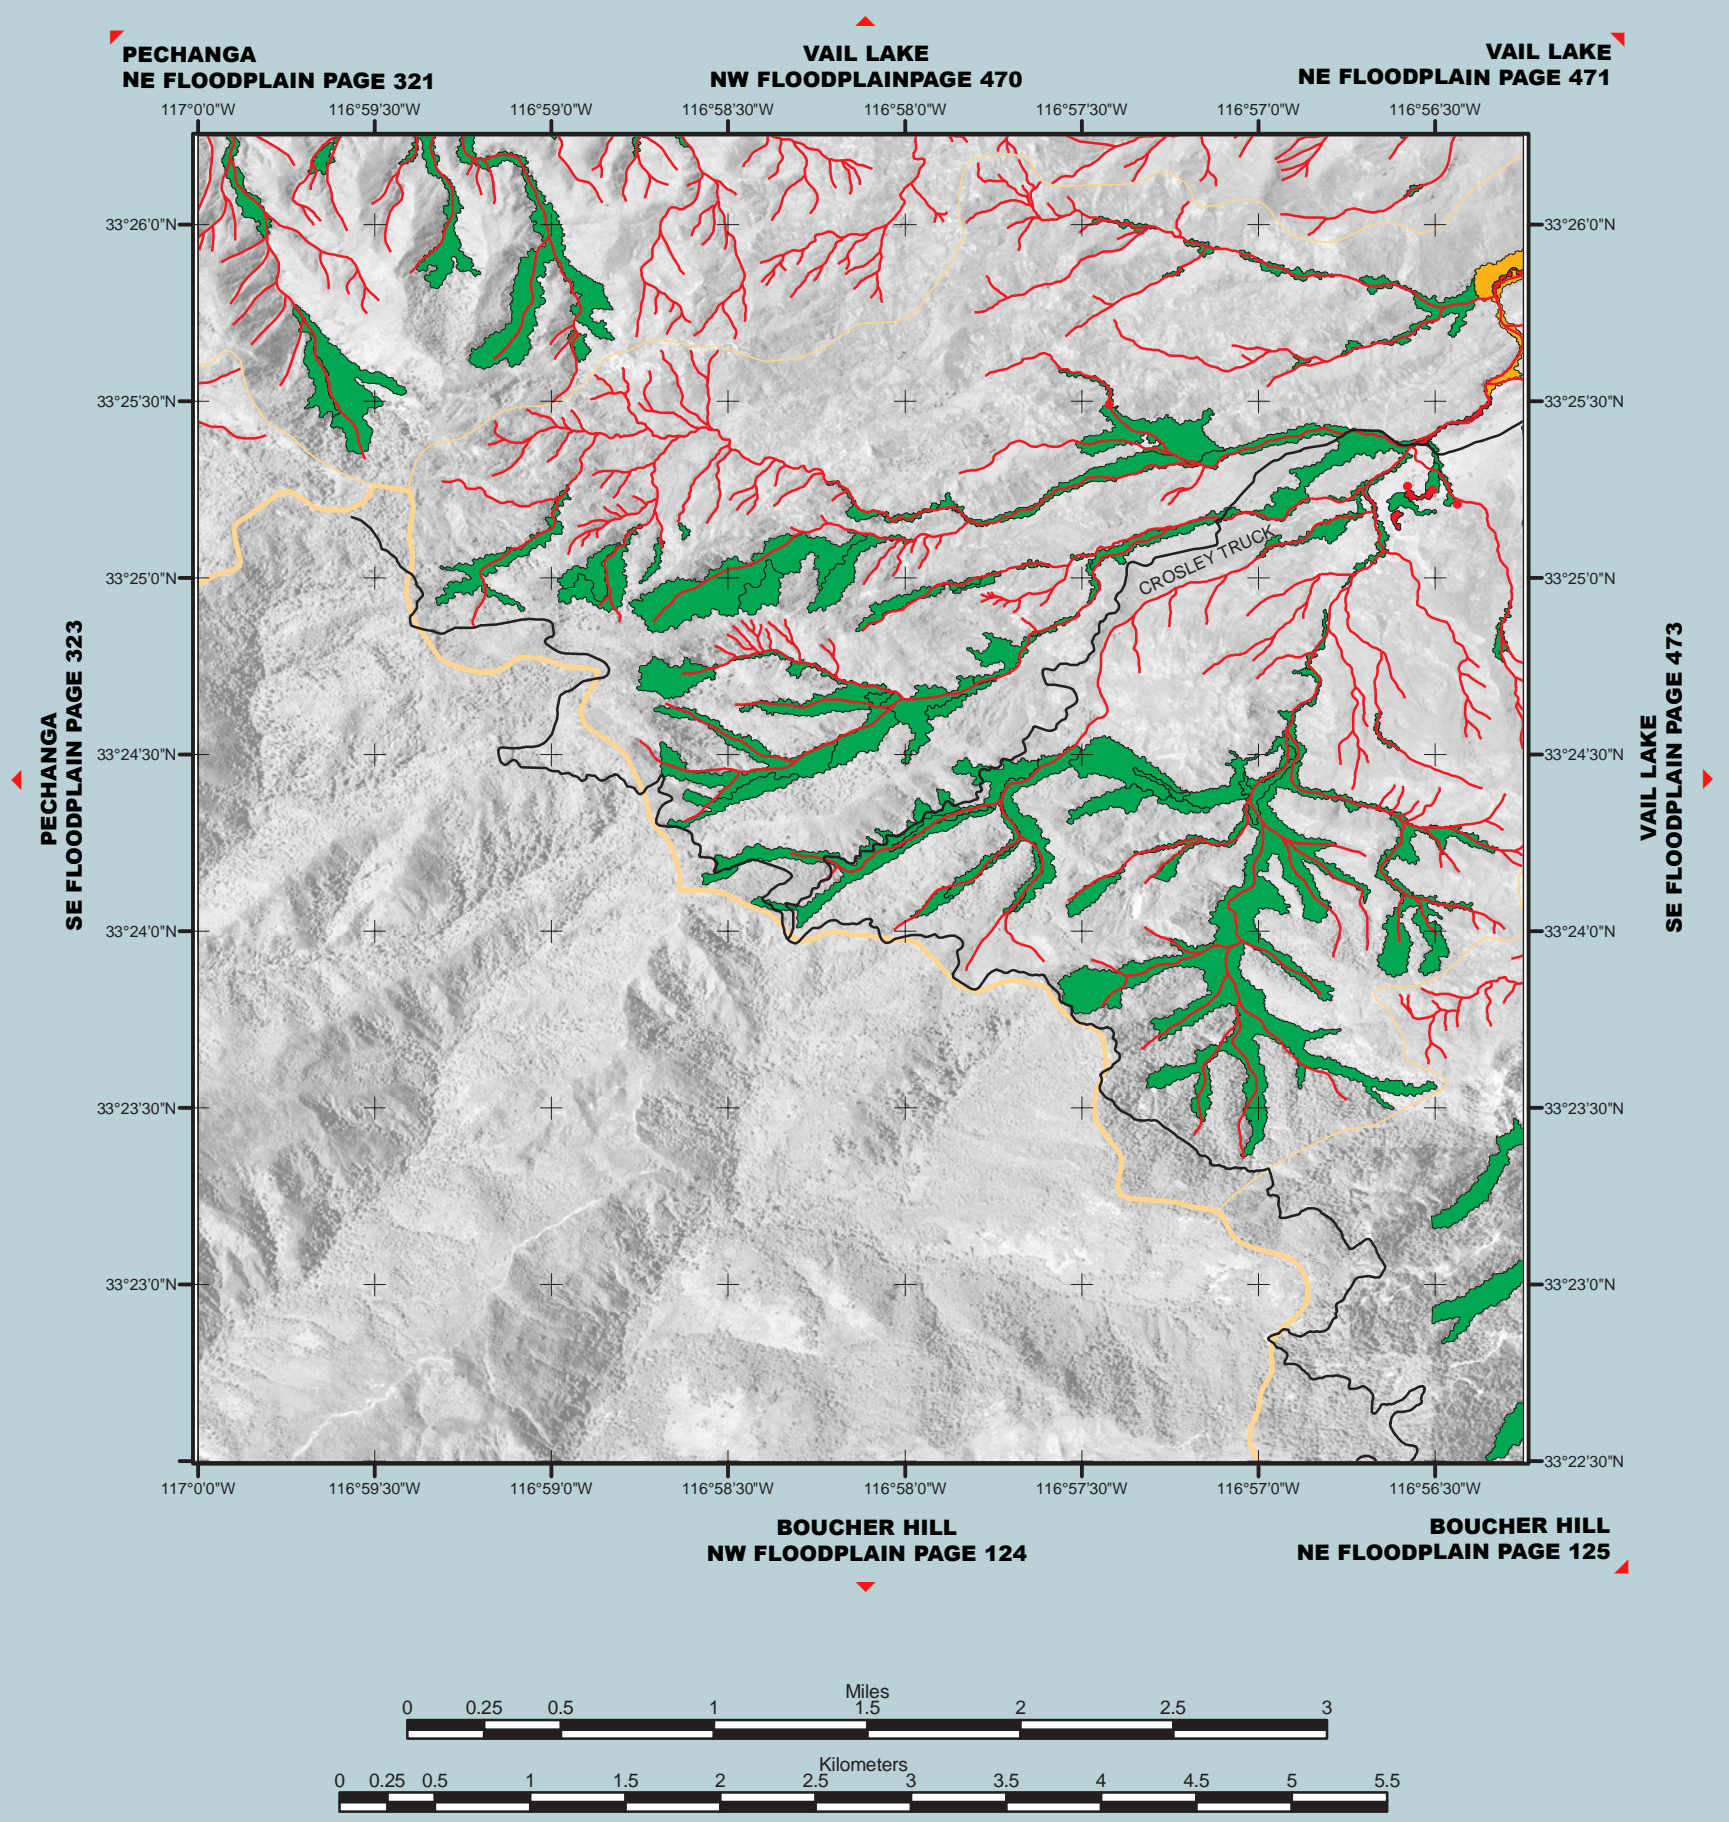 PECHANGA
NE FLOODPLAIN PAGE 321
VAIL LAKE
NW FLOODPLAINPAGE 470
VAIL LAKE
NE FLOODPLAIN PAGE 471
117°0'0"W 116°59'30"W 116°59'0"W 116°58'30"W 116°58'0"W 116°57'30"W 116°57'0"W 116°56'30"W
33°26'0"N 33°26'0"N
33°25'30"N 33°25'30"N
33°25'0"N 33°25'0"N
CROSLEY TRUCK
PECHANGA
SE FLOODPLAIN PAGE 323
VAIL LAKE
SE FLOODPLAIN PAGE 473
33°24'30"N 33°24'30"N
33°24'0"N 33°24'0"N
33°23'30"N 33°23'30"N
33°23'0"N 33°23'0"N
33°22'30"N
117°0'0"W 116°59'30"W 116°59'0"W 116°58'30"W 116°58'0"W 116°57'30"W 116°57'0"W 116°56'30"W
BOUCHER HILL
NW FLOODPLAIN PAGE 124
BOUCHER HILL
NE FLOODPLAIN PAGE 125
Miles
0 0.25 0.5 1 1.5 2 2.5 3
Kilometers
0 0.25 0.5 1 1.5 2 2.5 3 3.5 4 4.5 5 5.5